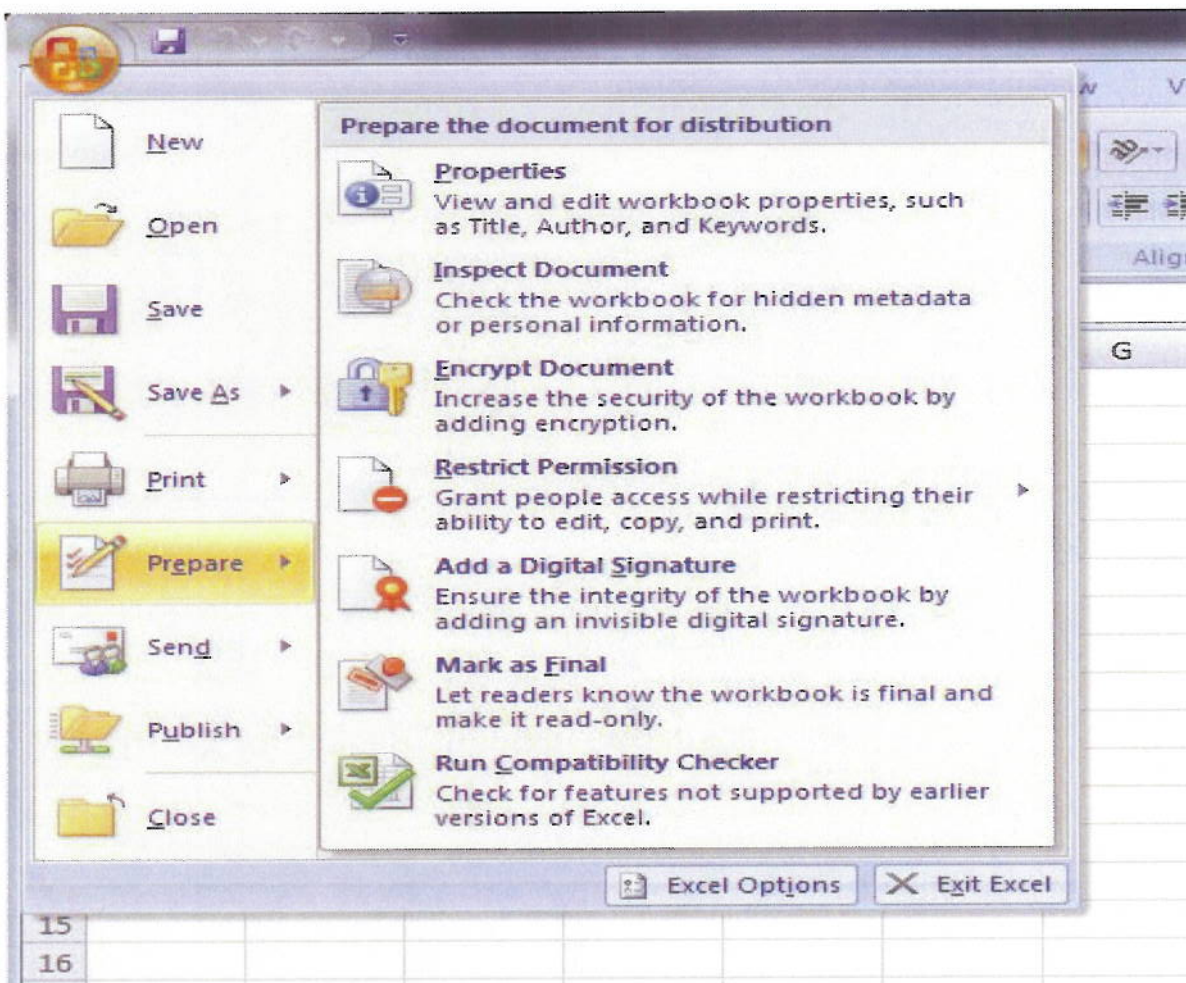 New
Open
Save
Save As
Print
Prepare
Send
Publish
Close
Prepare the document for distribution
Properties
View and edit workbook properties, such
as Title, Author, and Keywords.
Inspect Document
Check the workbook for hidden metadata
or personal information.
Encrypt Document
Increase the security of the workbook by
adding encryption.
Restrict Permission
Grant people access while restricting their
ability to edit, copy, and print.
Add a Digital Signature
Ensure the integrity of the workbook by
adding an invisible digital signature.
Mark as Final
Let readers know the workbook is final and
make it read-only.
Run Compatibility Checker
Check for features not supported by earlier
versions of Excel.
Excel Options
Exit Excel
w V
ab
Alig
G
15
16